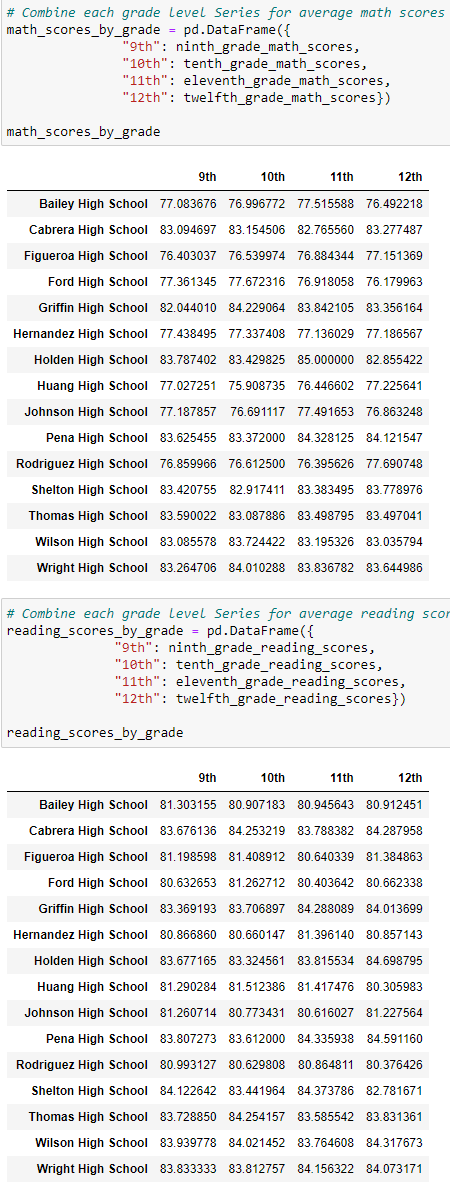 # Combine each grade level Series for average math scores
math_scores_by_grade = pd.DataFrame({
"9th": ninth_grade_math_scores,
"10th": tenth_grade_math_scores,
"11th": eleventh_grade_math_scores,
"12th": twelfth_grade_math_scores})
math_scores_by_grade
9th 10th 11th 12th
Bailey High School 77.083676 76.996772 77.515588 76.492218
Cabrera High School 83.094697 83.154506 82.765560 83.277487
Figueroa High School 76.403037 76.539974 76.884344 77.151369
Ford High School 77.361345 77.672316 76.918058 76.179963
Griffin High School 82.044010 84.229064 83.842105 83.356164
Hernandez High School 77.438495 77.337408 77.136029 77.186567
Holden High School 83.787402 83.429825 85.000000 82.855422
Huang High School 77.027251 75.908735 76.446602 77.225641
Johnson High School 77.187857 76.691117 77.491653 76.863248
Pena High School 83.625455 83.372000 84.328125 84.121547
Rodriguez High School 76.859966 76.612500 76.395626 77.690748
Shelton High School 83.420755 82.917411 83.383495 83.778976
Thomas High School 83.590022 83.087886 83.498795 83.497041
Wilson High School 83.085578 83.724422 83.195326 83.035794
Wright High School 83.264706 84.010288 83.836782 83.644986
# Combine each grade level Series for average reading scor
reading_scores_by_grade = pd.DataFrame({
"9th": ninth_grade_reading_scores,
"10th": tenth_grade_reading_scores,
"11th": eleventh_grade_reading_scores,
"12th": twelfth_grade_reading_scores})
reading_scores_by_grade
9th 10th 11th 12th
Bailey High School 81.303155 80.907183 80.945643 80.912451
Cabrera High School 83.676136 84.253219 83.788382 84.287958
Figueroa High School 81.198598 81.408912 80.640339 81.384863
Ford High School 80.632653 81.262712 80.403642 80.662338
Griffin High School 83.369193 83.706897 84.288089 84.013699
Hernandez High School 80.866860 80.660147 81.396140 80.857143
Holden High School 83.677165 83.324561 83.815534 84.698795
Huang High School 81.290284 81.512386 81.417476 80.305983
Johnson High School 81.260714 80.773431 80.616027 81.227564
Pena High School 83.807273 83.612000 84.335938 84.591160
Rodriguez High School 80.993127 80.629808 80.864811 80.376426
Shelton High School 84.122642 83.441964 84.373786 82.781671
Thomas High School 83.728850 84.254157 83.585542 83.831361
Wilson High School 83.939778 84.021452 83.764608 84.317673
Wright High School 83.833333 83.812757 84.156322 84.073171